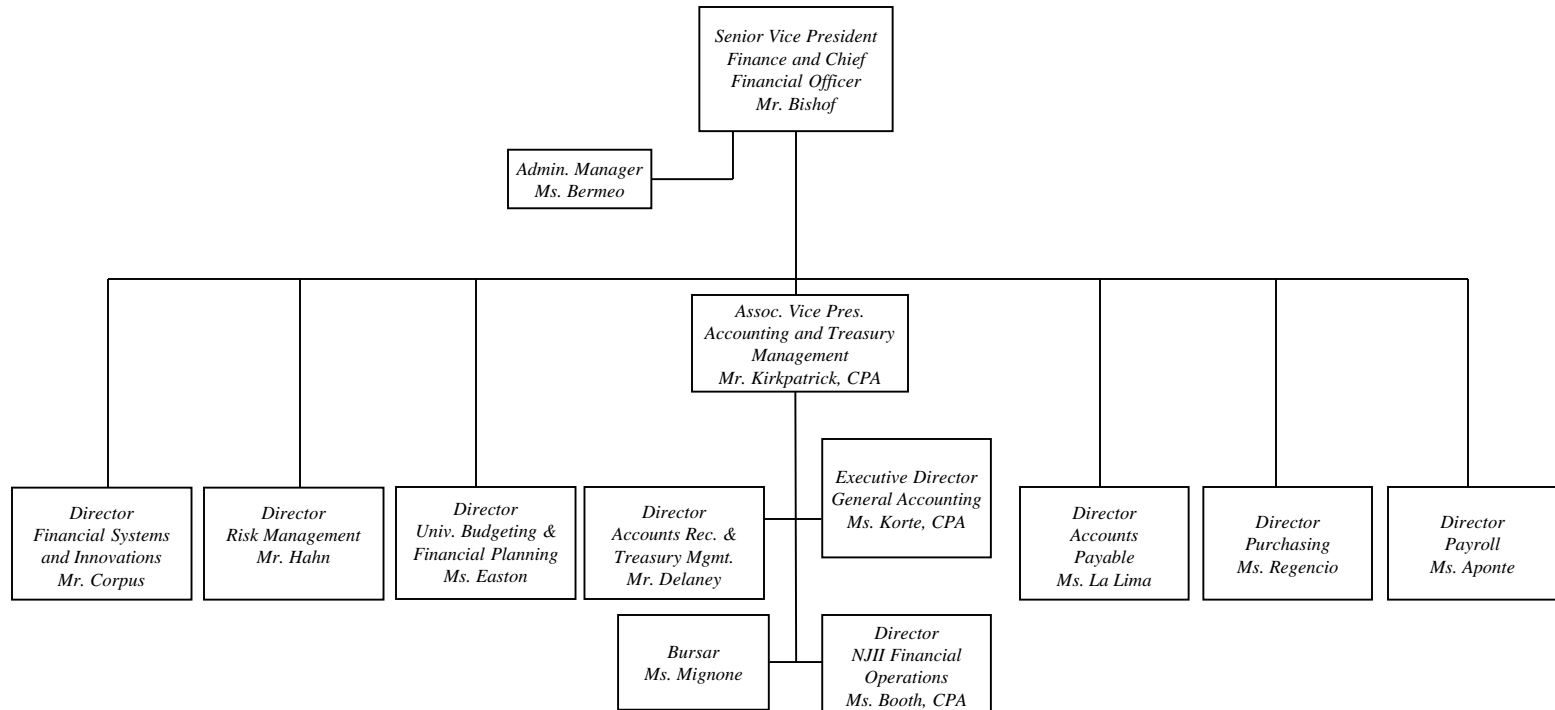 Senior Vice President
Finance and Chief
Financial Officer
Mr. Bishof
Admin. Manager
Ms. Bermeo
Assoc. Vice Pres.
Accounting and Treasury
Management
Mr. Kirkpatrick, CPA
Director
Financial Systems
and Innovations
Mr. Corpus
Director
Risk Management
Mr. Hahn
Director
Univ. Budgeting &
Financial Planning
Ms. Easton
Director
Accounts Rec. &
Treasury Mgmt.
Mr. Delaney
Executive Director
General Accounting
Ms. Korte, CPA
Director
Accounts
Payable
Ms. La Lima
Director
Purchasing
Ms. Regencio
Director
Payroll
Ms. Aponte
Bursar
Ms. Mignone
Director
NJII Financial
Operations
Ms. Booth, CPA